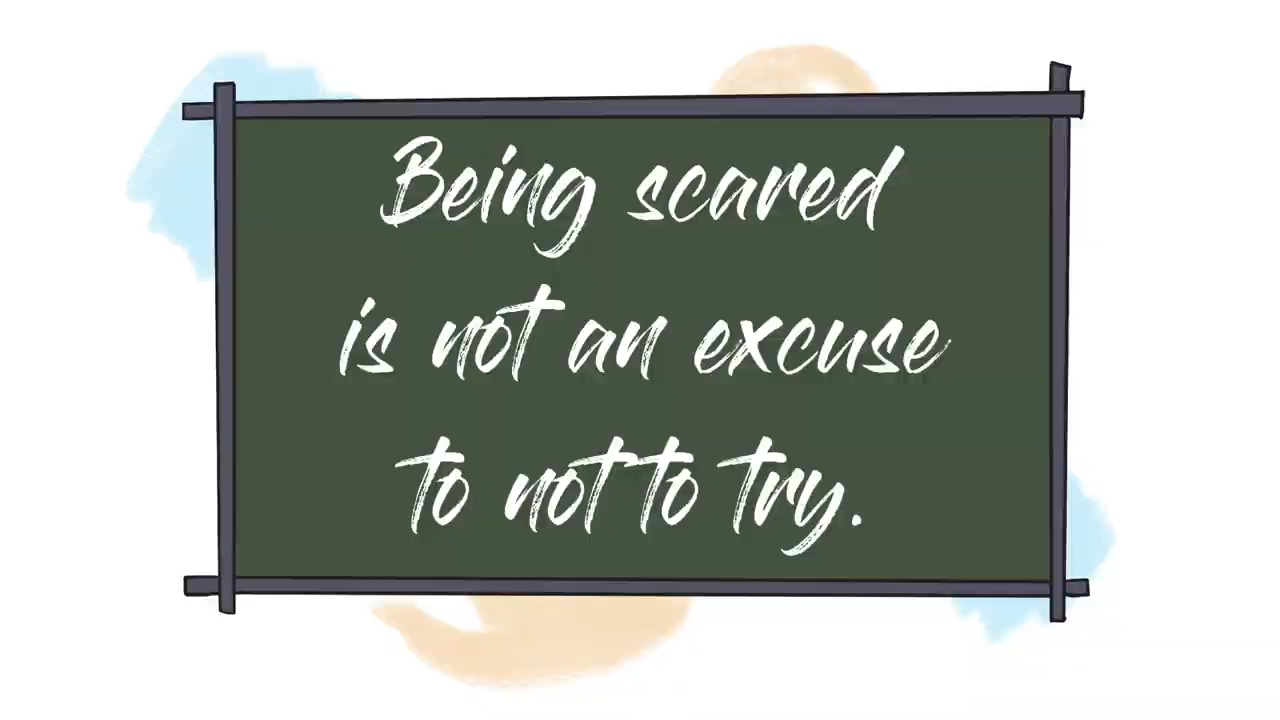 Being scared
is not an excuse
to not to try.